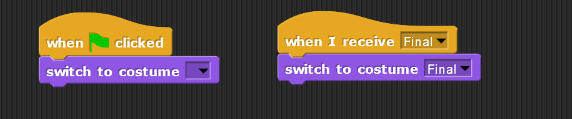 when clicked
switch to costume
when I receive Final
switch to costume Final